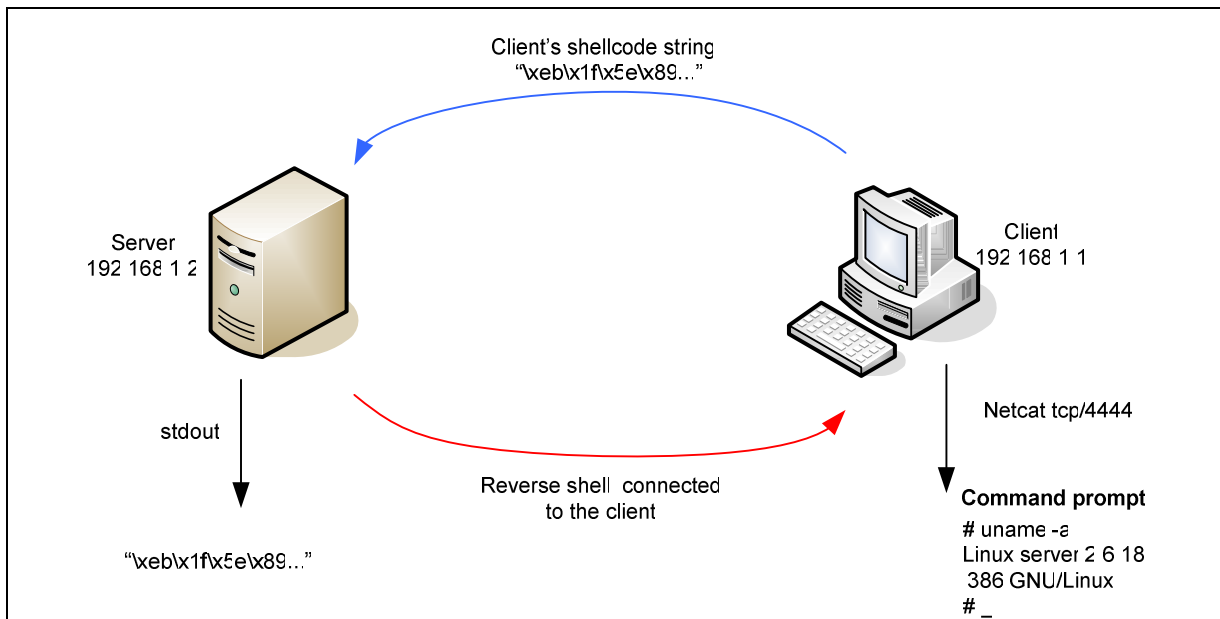 Client's shellcode string
“\xeb\x1f\x5e\x89...”
Server
192 168 1 2
Client
192 168 1 1
stdout
Netcat tcp/4444
Reverse shell connected
to the client
“\xeb\x1f\x5e\x89...”
Command prompt
# uname -a
Linux server 2 6 18
386 GNU/Linux
# _